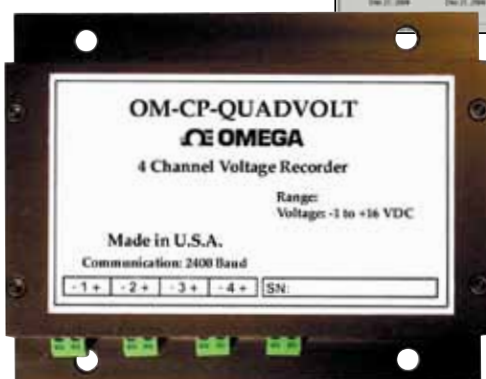 OM-CP-QUADVOLT
OMEGA
4 Channel Voltage Recorder
Range:
Voltage: -1 to +16 VDC
Made in U.S.A.
Communication: 2400 Baud
- 1 + - 2 + - 3 + - 4 + SN: